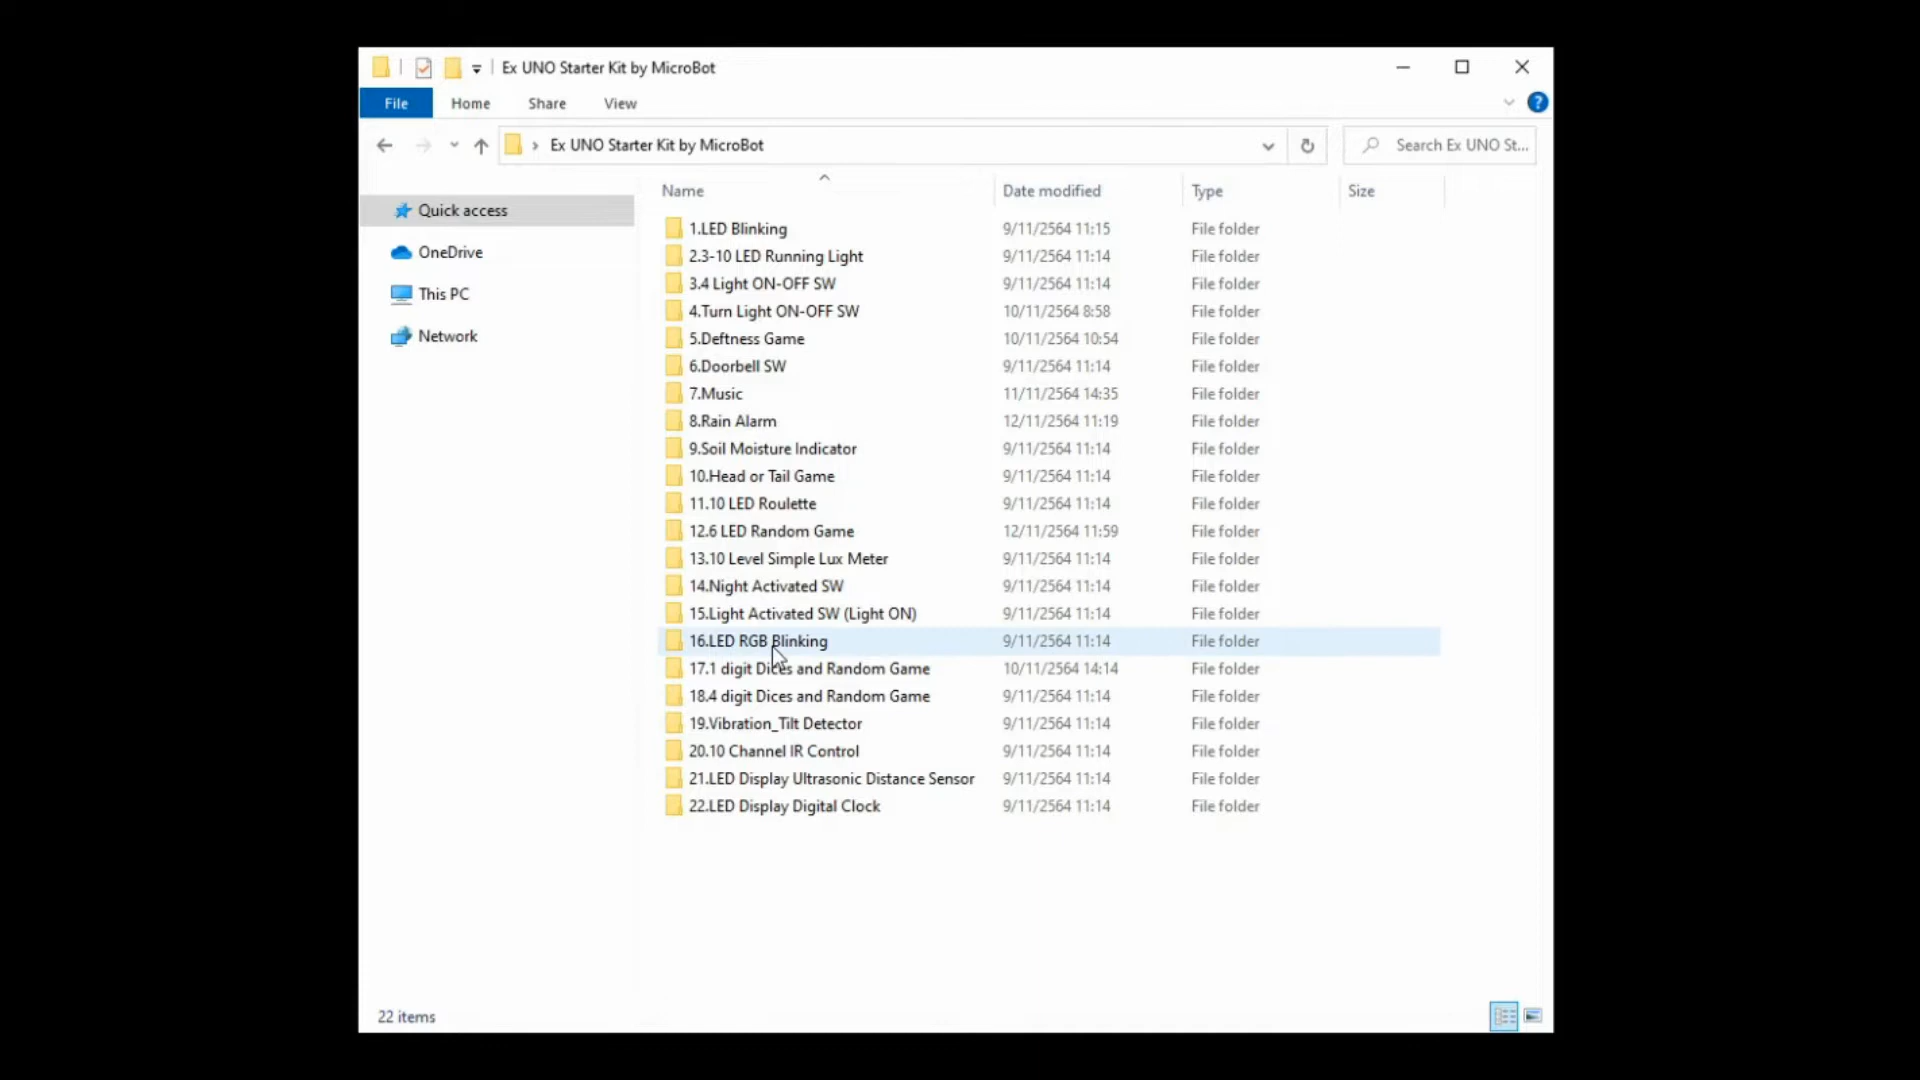 Ex UNO Starter Kit by MicroBot
File Home Share View
Ex UNO Starter Kit by MicroBot
Search Ex UNO St...
Quick access
OneDrive
This PC
Network
Name Date modified Type Size
1.LED Blinking 9/11/2564 11:15 File folder
2.3-10 LED Running Light 9/11/2564 11:14 File folder
3.4 Light ON-OFF SW 9/11/2564 11:14 File folder
4.Turn Light ON-OFF SW 10/11/2564 8:58 File folder
5.Deftness Game 10/11/2564 10:54 File folder
6.Doorbell SW 9/11/2564 11:14 File folder
7.Music 11/11/2564 14:35 File folder
8.Rain Alarm 12/11/2564 11:19 File folder
9.Soil Moisture Indicator 9/11/2564 11:14 File folder
10.Head or Tail Game 9/11/2564 11:14 File folder
11.10 LED Roulette 9/11/2564 11:14 File folder
12.6 LED Random Game 12/11/2564 11:59 File folder
13.10 Level Simple Lux Meter 9/11/2564 11:14 File folder
14.Night Activated SW 9/11/2564 11:14 File folder
15.Light Activated SW (Light ON) 9/11/2564 11:14 File folder
16.LED RGB Blinking 9/11/2564 11:14 File folder
17.1 digit Dices and Random Game 10/11/2564 14:14 File folder
18.4 digit Dices and Random Game 9/11/2564 11:14 File folder
19.Vibration_Tilt Detector 9/11/2564 11:14 File folder
20.10 Channel IR Control 9/11/2564 11:14 File folder
21.LED Display Ultrasonic Distance Sensor 9/11/2564 11:14 File folder
22.LED Display Digital Clock 9/11/2564 11:14 File folder
22 items